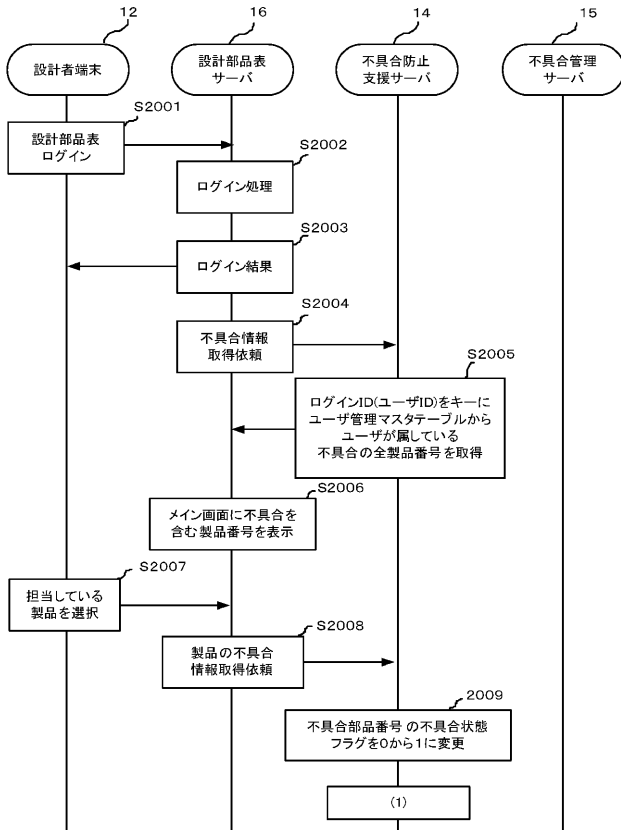 12
16
14
15
設計者端末
設計部品表
サーバ
不具合防止
支援サーバ
不具合管理
サーバ
S2001
設計部品表
ログイン
S2002
ログイン処理
S2003
ログイン結果
S2004
不具合情報
取得依頼
S2005
ログインID(ユーザID)をキーに
ユーザ管理マスタテーブルから
ユーザが属している
不具合の全製品番号を取得
S2006
メイン画面に不具合を
含む製品番号を表示
S2007
担当している
製品を選択
S2008
製品の不具合
情報取得依頼
2009
不具合部品番号の不具合状態
フラグを0から1に変更
(1)